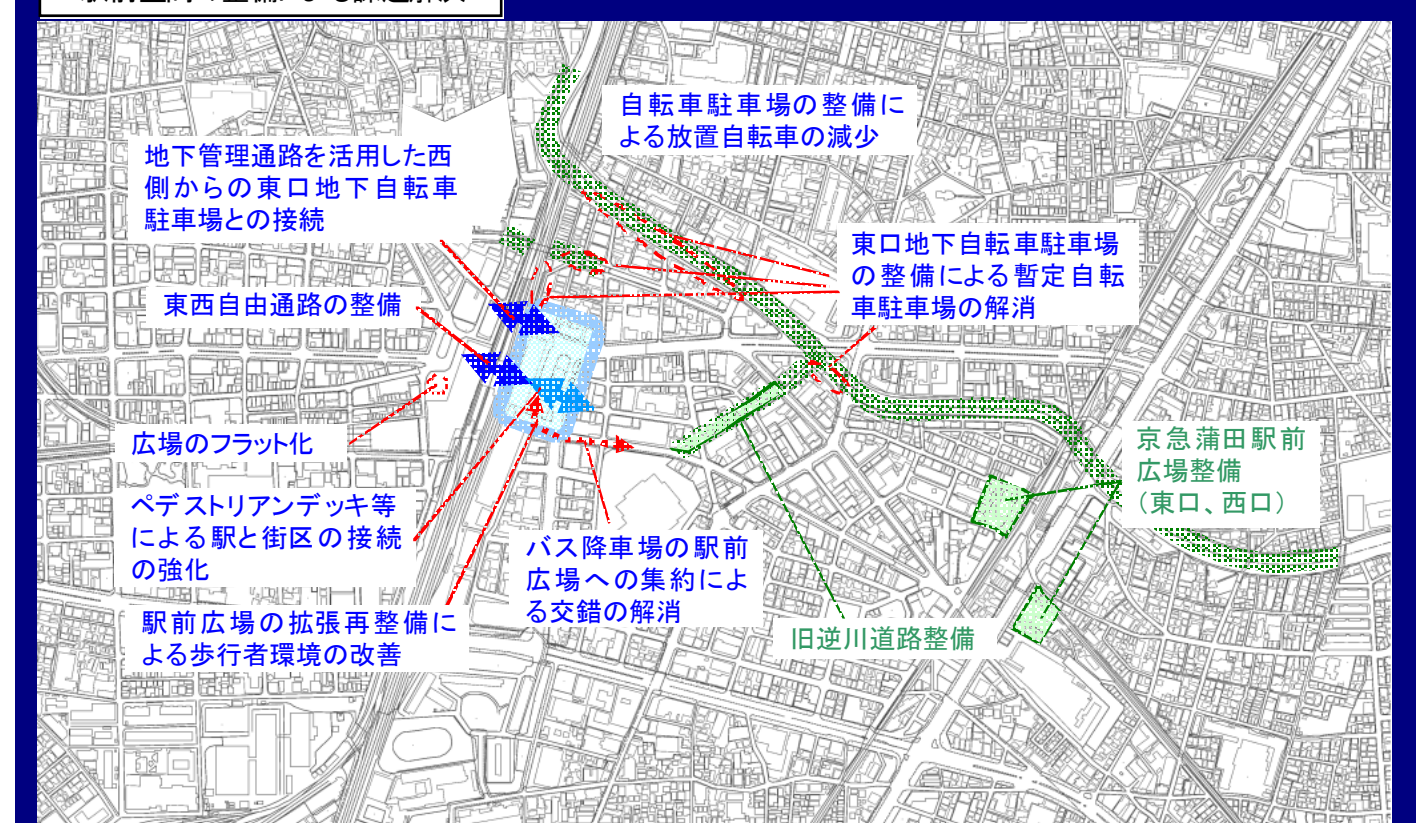 自転車駐車場の整備に
よる放置自転車の減少
地下管理通路を活用した西
側からの東口地下自転車
駐車場との接続
東口地下自転車駐車場
の整備による暫定自転
車駐車場の解消
東西自由通路の整備
広場のフラット化
京急蒲田駅前
広場整備
(東口、西口)
ペデストリアンデッキ等
による駅と街区の接続
の強化
バス降車場の駅前
広場への集約によ
る交錯の解消
駅前広場の拡張再整備に
よる歩行者環境の改善
旧逆川道路整備